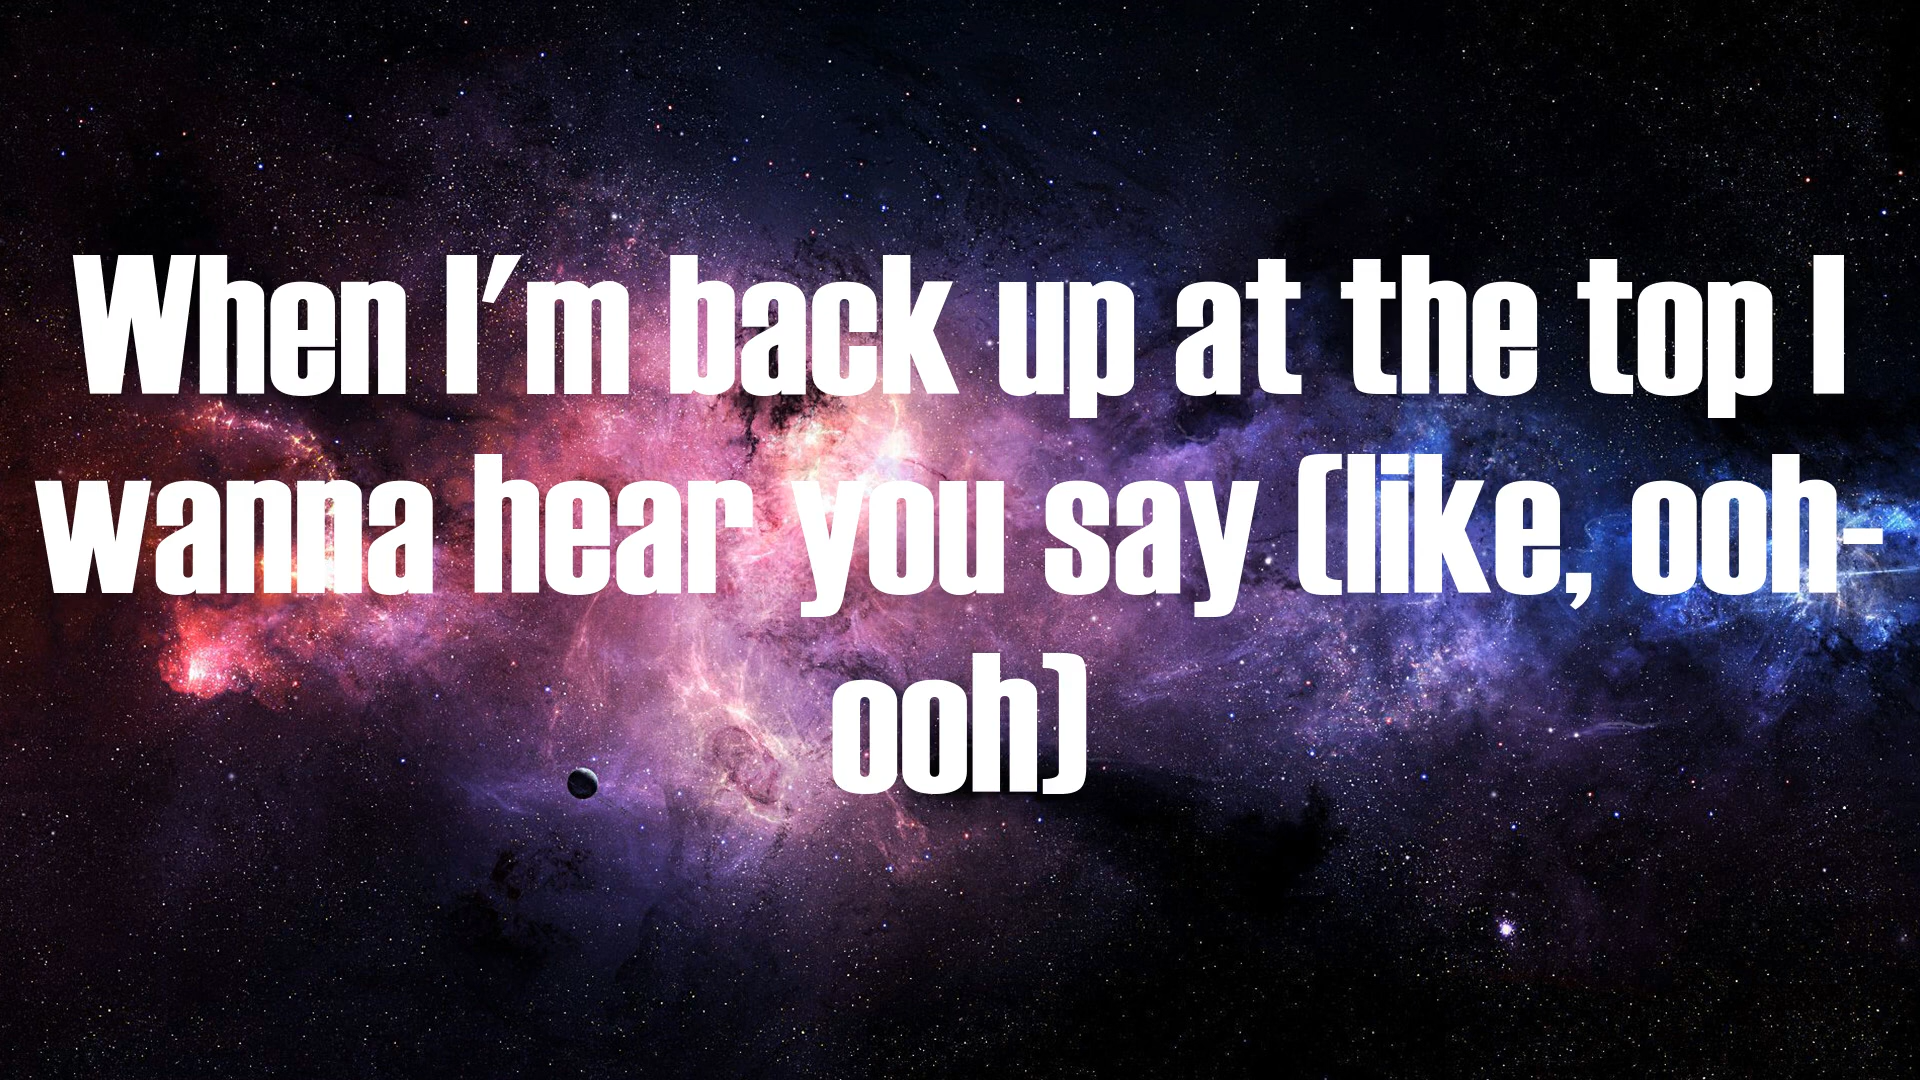 When I'm back up at the top I
wanna hear you say (like, ooh-
ooh)